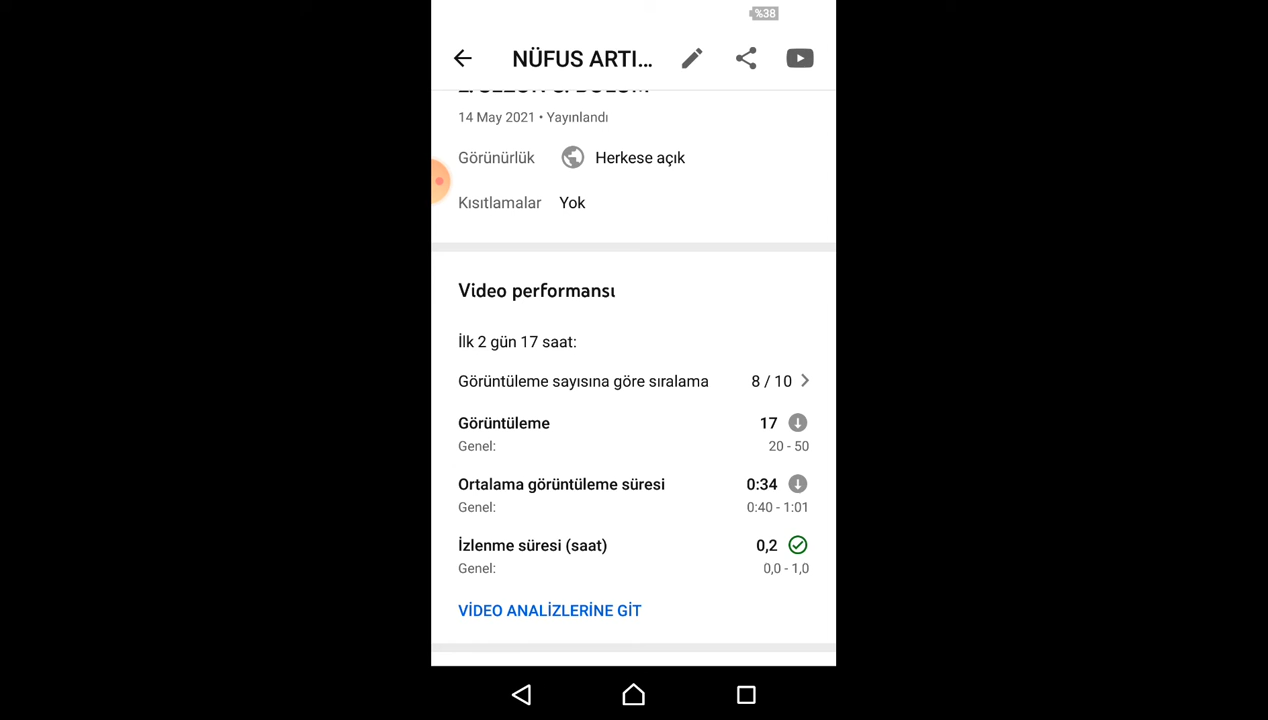 %38
NÜFUS ARTI...
14 May 2021 • Yayınlandı
Görünürlük Herkese açık
Kısıtlamalar Yok
Video performansı
İlk 2 gün 17 saat:
Görüntüleme sayısına göre sıralama 8 / 10
Görüntüleme 17
Genel: 20 - 50
Ortalama görüntüleme süresi 0:34
Genel: 0:40 - 1:01
İzlenme süresi (saat) 0,2
Genel: 0,0 - 1,0
VİDEO ANALİZLERİNE GİT